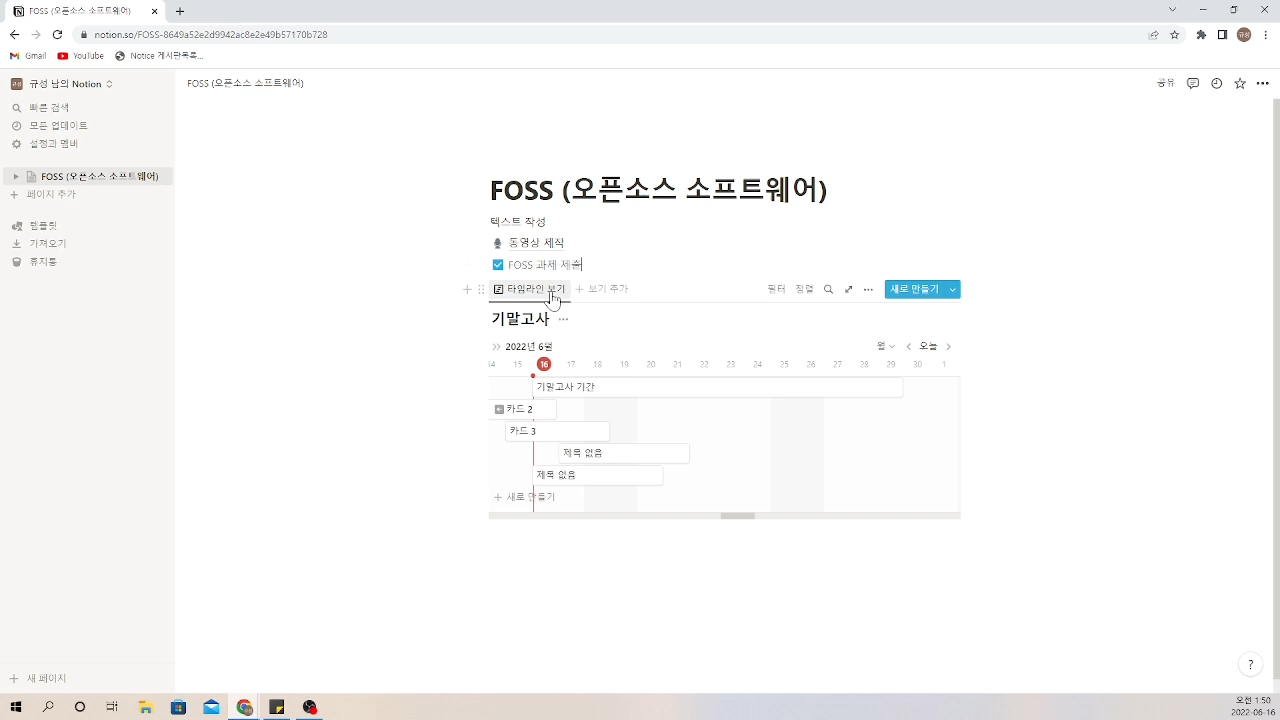 FOSS (오픈소스 소프트웨어)
notion.so/FOSS-8649a52e2d9942ac8e2e49b57170b728
규성
Gmail
YouTube
Notice 게시판목록...
규성 남의 Notion
FOSS (오픈소스 소프트웨어)
공유
빠른 검색
모든 업데이트
설정과 멤버
FOSS (오픈소스 소프트웨어)
페이지 추가
템플릿
가져오기
휴지통
FOSS (오픈소스 소프트웨어)
텍스트 작성
동영상 제작
FOSS 과제 제출
타임라인 보기
보기 추가
필터 정렬
새로 만들기
기말고사
2022년 6월
월
오늘
14 15 16 17 18 19 20 21 22 23 24 25 26 27 28 29 30 1
기말고사 기간
카드 2
카드 3
제목 없음
제목 없음
새로 만들기
?
새 페이지
오전 1:50
2022-06-16